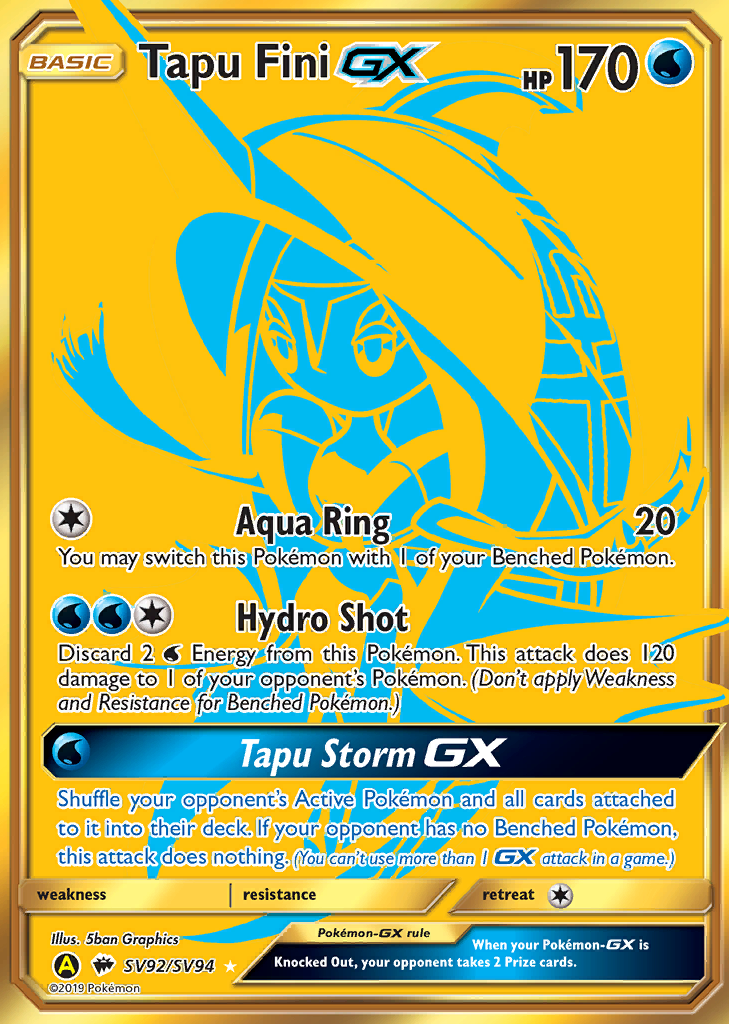 BASIC Tapu Fini GX HP 170
Aqua Ring 20
You may switch this Pokémon with 1 of your Benched Pokémon.
Hydro Shot
Discard 2 Energy from this Pokémon. This attack does 120
damage to 1 of your opponent's Pokémon. (Don't apply Weakness
and Resistance for Benched Pokémon.)
Tapu Storm GX
Shuffle your opponent's Active Pokémon and all cards attached
to it into their deck. If your opponent has no Benched Pokémon,
this attack does nothing. (You can't use more than 1 GX attack in a game.)
weakness resistance retreat
Illus. 5ban Graphics
A SV92/SV94
©2019 Pokémon
Pokémon-GX rule
When your Pokémon-GX is
Knocked Out, your opponent takes 2 Prize cards.